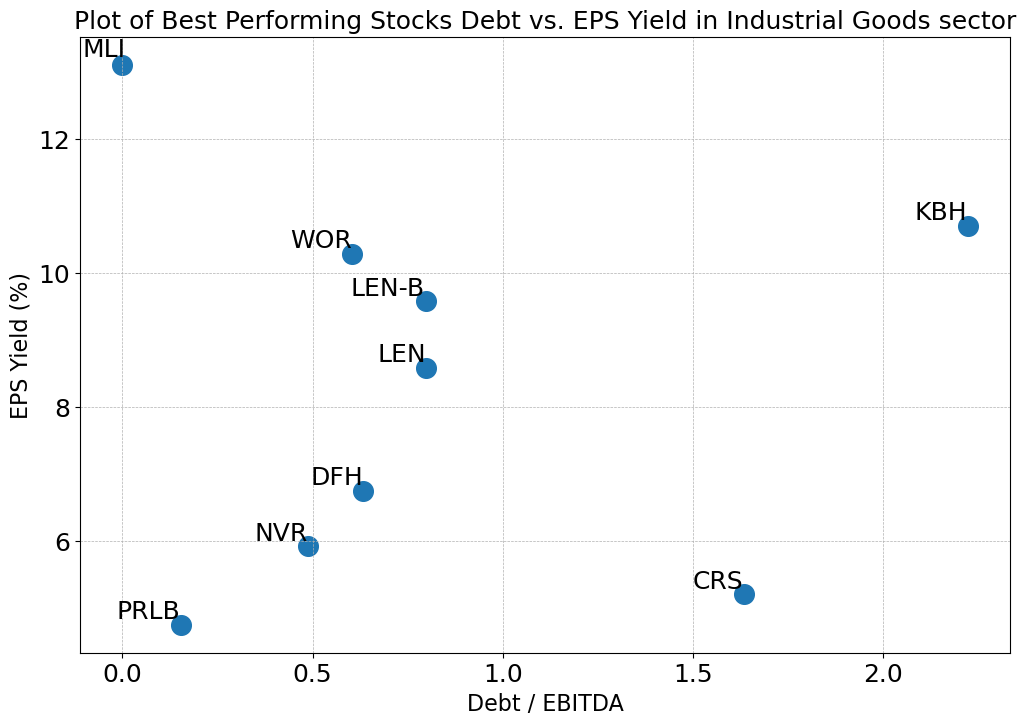 Plot of Best Performing Stocks Debt vs. EPS Yield in Industrial Goods sector
MLI
12
KBH
WOR
10
LEN-B
EPS Yield (%)
LEN
8
DFH
NVR
6
CRS
PRLB
0.0 0.5 1.0 1.5 2.0
Debt / EBITDA